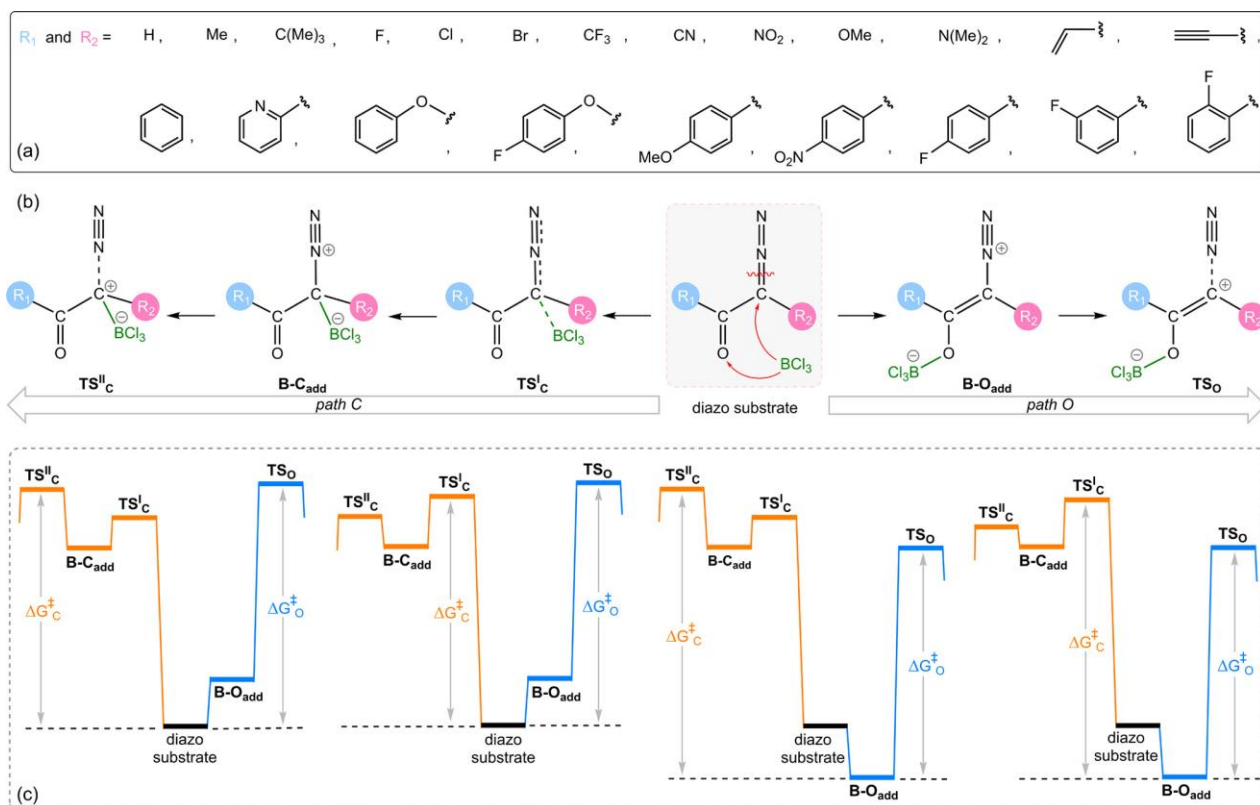 R₁ and R₂ = H , Me , C(Me)₃ , F, Cl , Br , CF₃ , CN , NO₂ , OMe , N(Me)₂ , , ,
, N , O , F O , MeO , O₂N , F , F , F
(a)
(b)
N N N N N N
N N ⊕ N N N ⊕ N
R₁ C ⊕ R₂ R₁ C R₂ R₁ C C R₂ R₁ C C R₂ R₁ C C R₂ R₁ C C ⊕ R₂
C ⊖ BCl₃ C ⊖ BCl₃ C BCl₃
O O O O BCl₃ ⊖ O ⊖ O
Cl₃B Cl₃B
TSᴵᴵC B-Cadd TSᴵC B-Oadd TSO
path C diazo substrate path O
TSᴵᴵC TSᴵC B-Cadd TSO
ΔG‡C ΔG‡O
B-Oadd
diazo
substrate
TSᴵᴵC TSᴵC B-Cadd TSO
ΔG‡C ΔG‡O
B-Oadd
diazo
substrate
TSᴵᴵC TSᴵC B-Cadd TSO
ΔG‡C ΔG‡O
diazo
substrate
B-Oadd
TSᴵᴵC TSᴵC B-Cadd TSO
ΔG‡C ΔG‡O
diazo
substrate
B-Oadd
(c)